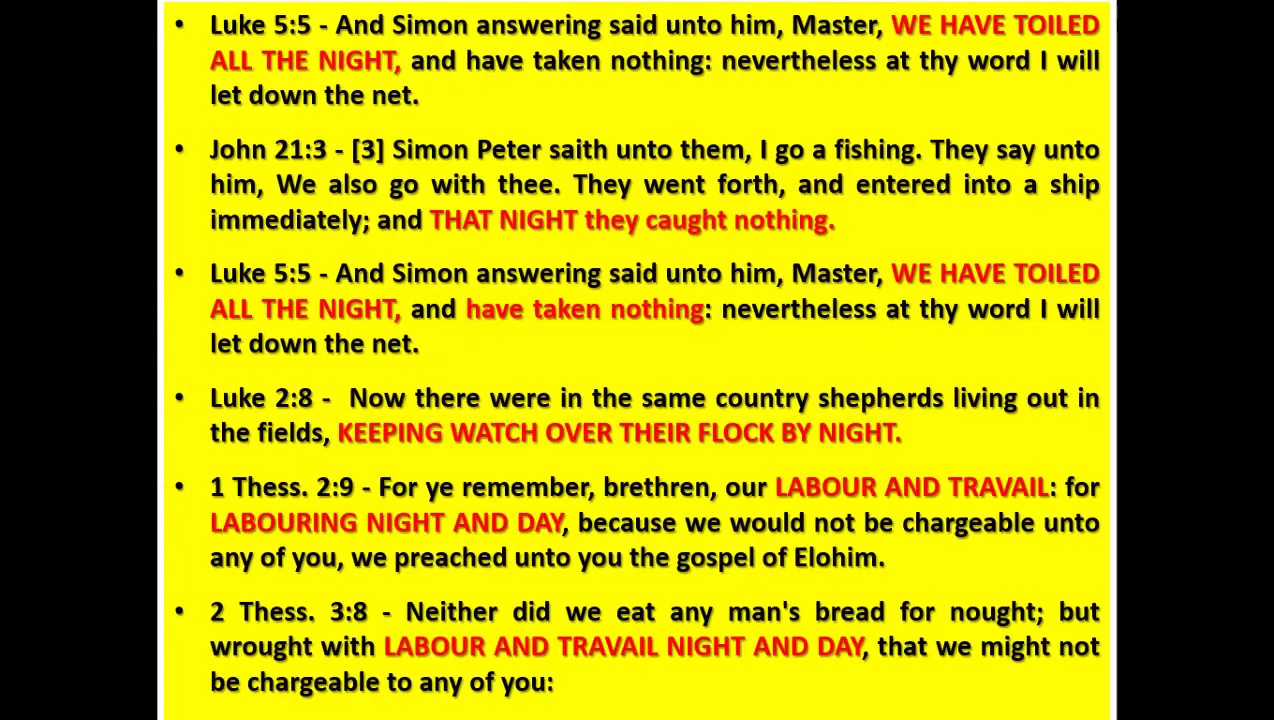 • Luke 5:5 - And Simon answering said unto him, Master, WE HAVE TOILED
ALL THE NIGHT, and have taken nothing: nevertheless at thy word I will
let down the net.
• John 21:3 - [3] Simon Peter saith unto them, I go a fishing. They say unto
him, We also go with thee. They went forth, and entered into a ship
immediately; and THAT NIGHT they caught nothing.
• Luke 5:5 - And Simon answering said unto him, Master, WE HAVE TOILED
ALL THE NIGHT, and have taken nothing: nevertheless at thy word I will
let down the net.
• Luke 2:8 - Now there were in the same country shepherds living out in
the fields, KEEPING WATCH OVER THEIR FLOCK BY NIGHT.
• 1 Thess. 2:9 - For ye remember, brethren, our LABOUR AND TRAVAIL: for
LABOURING NIGHT AND DAY, because we would not be chargeable unto
any of you, we preached unto you the gospel of Elohim.
• 2 Thess. 3:8 - Neither did we eat any man's bread for nought; but
wrought with LABOUR AND TRAVAIL NIGHT AND DAY, that we might not
be chargeable to any of you: